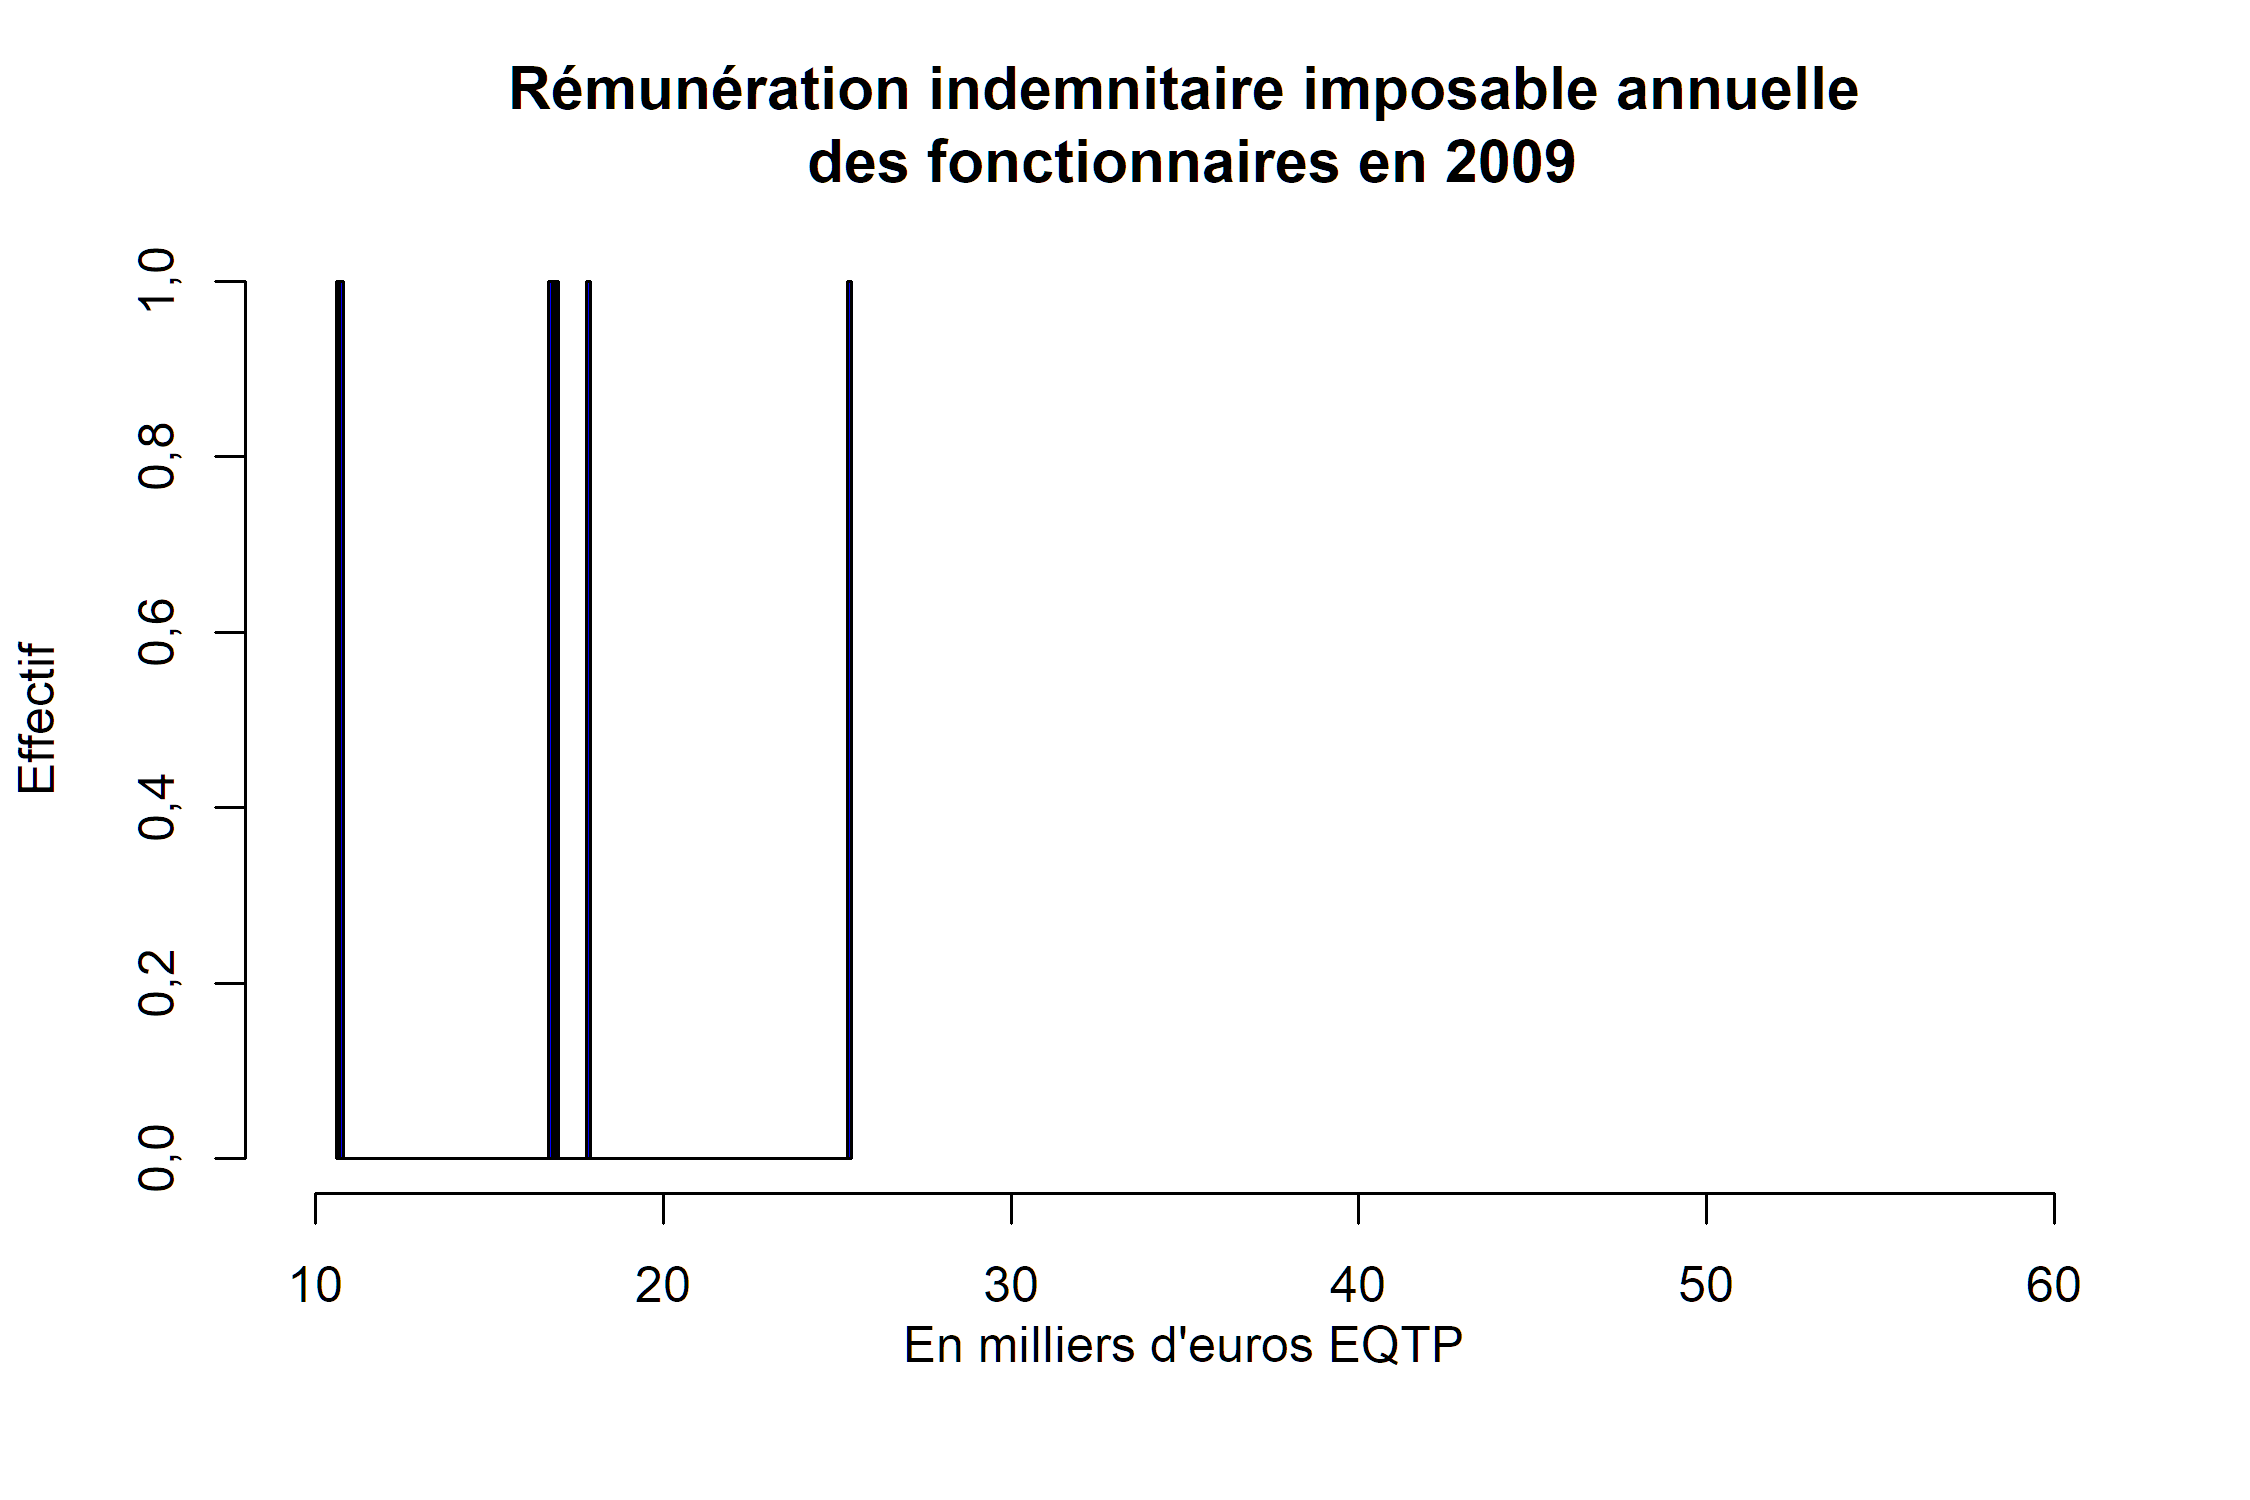 Rémunération indemnitaire imposable annuelle
des fonctionnaires en 2009
Effectif
1,0
0,8
0,6
0,4
0,2
0,0
10 20 30 40 50 60
En milliers d'euros EQTP